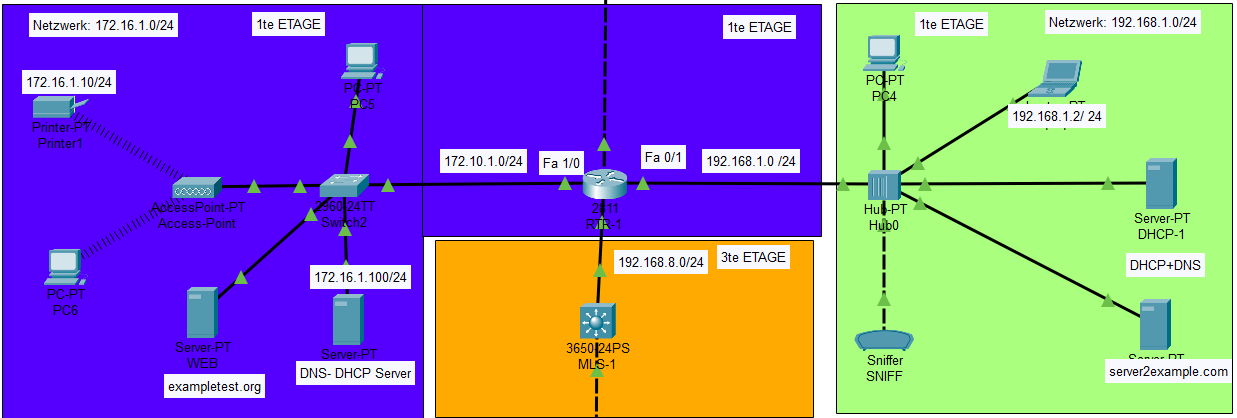 Netzwerk: 172.16.1.0/24
1te ETAGE
PC-PT
PC5
172.16.1.10/24
Printer-PT
Printer1
AccessPoint-PT
Access-Point
2960-24TT
Switch2
PC-PT
PC6
Server-PT
WEB
exampletest.org
172.16.1.100/24
Server-PT
DNS- DHCP Server
1te ETAGE
172.10.1.0/24
Fa 1/0
Fa 0/1
192.168.1.0 /24
RTR-1
192.168.8.0/24
3te ETAGE
3650-24PS
MLS-1
1te ETAGE
Netzwerk: 192.168.1.0/24
PC-PT
PC4
192.168.1.2/ 24
Hub-PT
Hub0
Server-PT
DHCP-1
DHCP+DNS
Sniffer
SNIFF
Server-PT
server2example.com